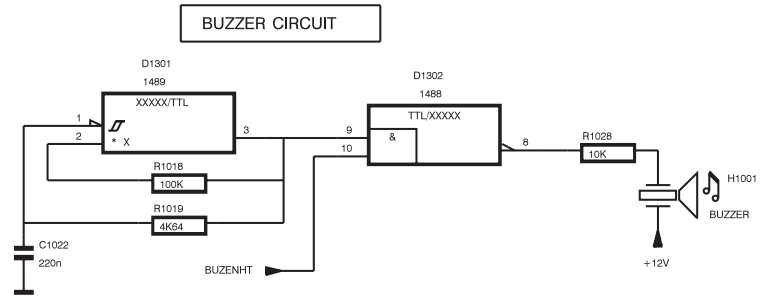 BUZZER CIRCUIT
D1301
1489
XXXXX/TTL
1
2
* X
3
R1018
100K
R1019
4K64
C1022
220n
D1302
1488
TTL/XXXXX
9
10
&
8
BUZENHT
R1028
10K
H1001
BUZZER
+12V